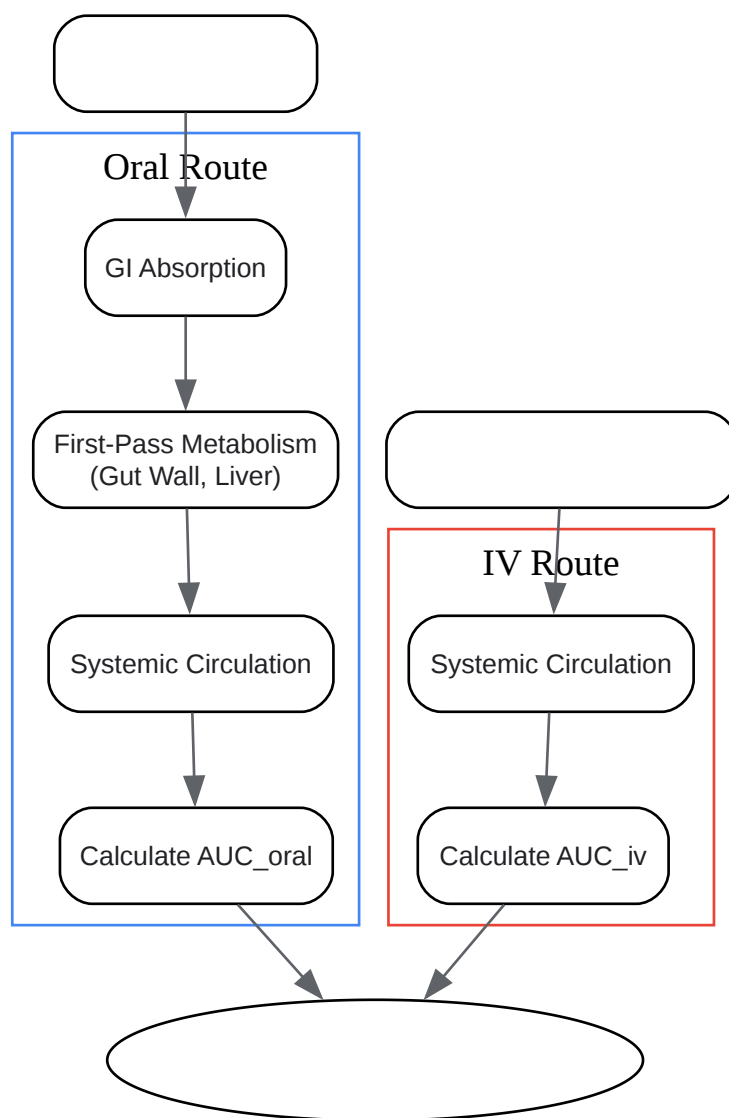 Oral Route
GI Absorption
First-Pass Metabolism
(Gut Wall, Liver)
Systemic Circulation
Calculate AUC_oral
IV Route
Systemic Circulation
Calculate AUC_iv